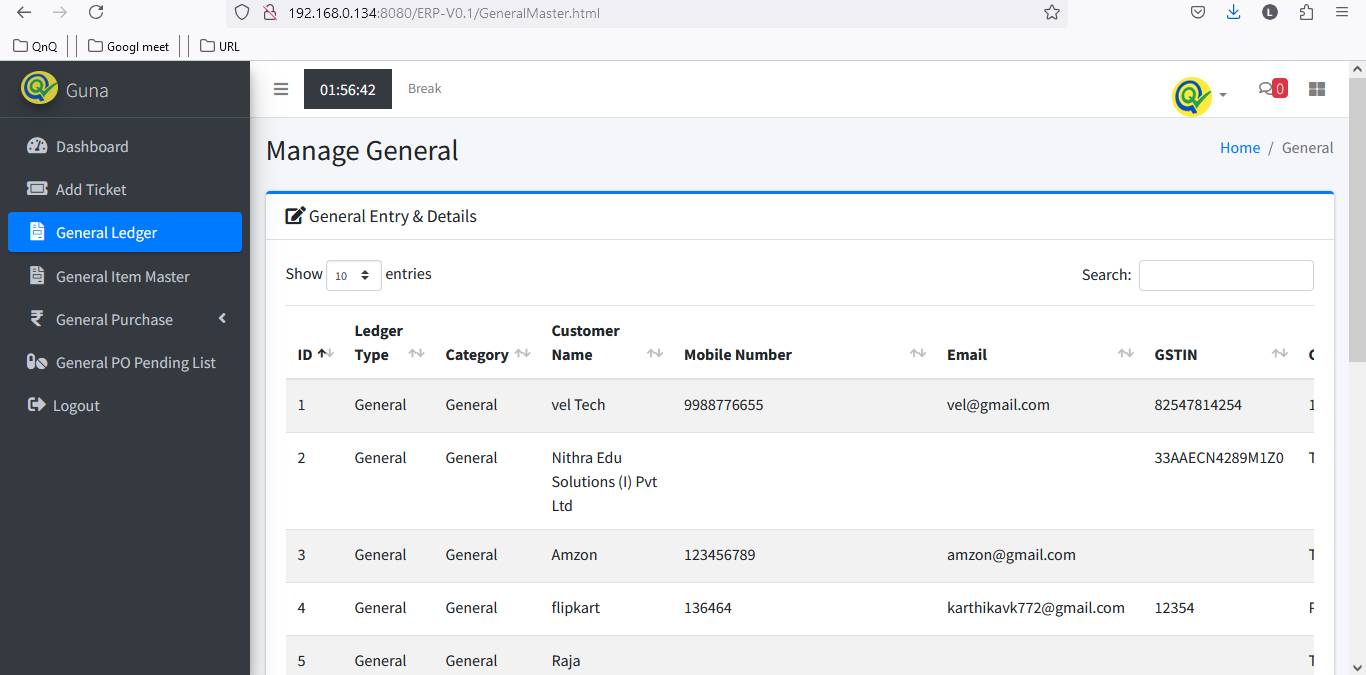 192.168.0.134:8080/ERP-V0.1/GeneralMaster.html
L
QnQ Googl meet URL
Guna
01:56:42 Break
0
Dashboard
Add Ticket
General Ledger
General Item Master
General Purchase
General PO Pending List
Logout
Manage General
Home / General
General Entry & Details
Show 10 entries
Search:
ID Ledger Type Category Customer Name Mobile Number Email GSTIN
1 General General vel Tech 9988776655 vel@gmail.com 82547814254
2 General General Nithra Edu 33AAECN4289M1Z0
Solutions (I) Pvt
Ltd
3 General General Amzon 123456789 amzon@gmail.com
4 General General flipkart 136464 karthikavk772@gmail.com 12354
5 General General Raja